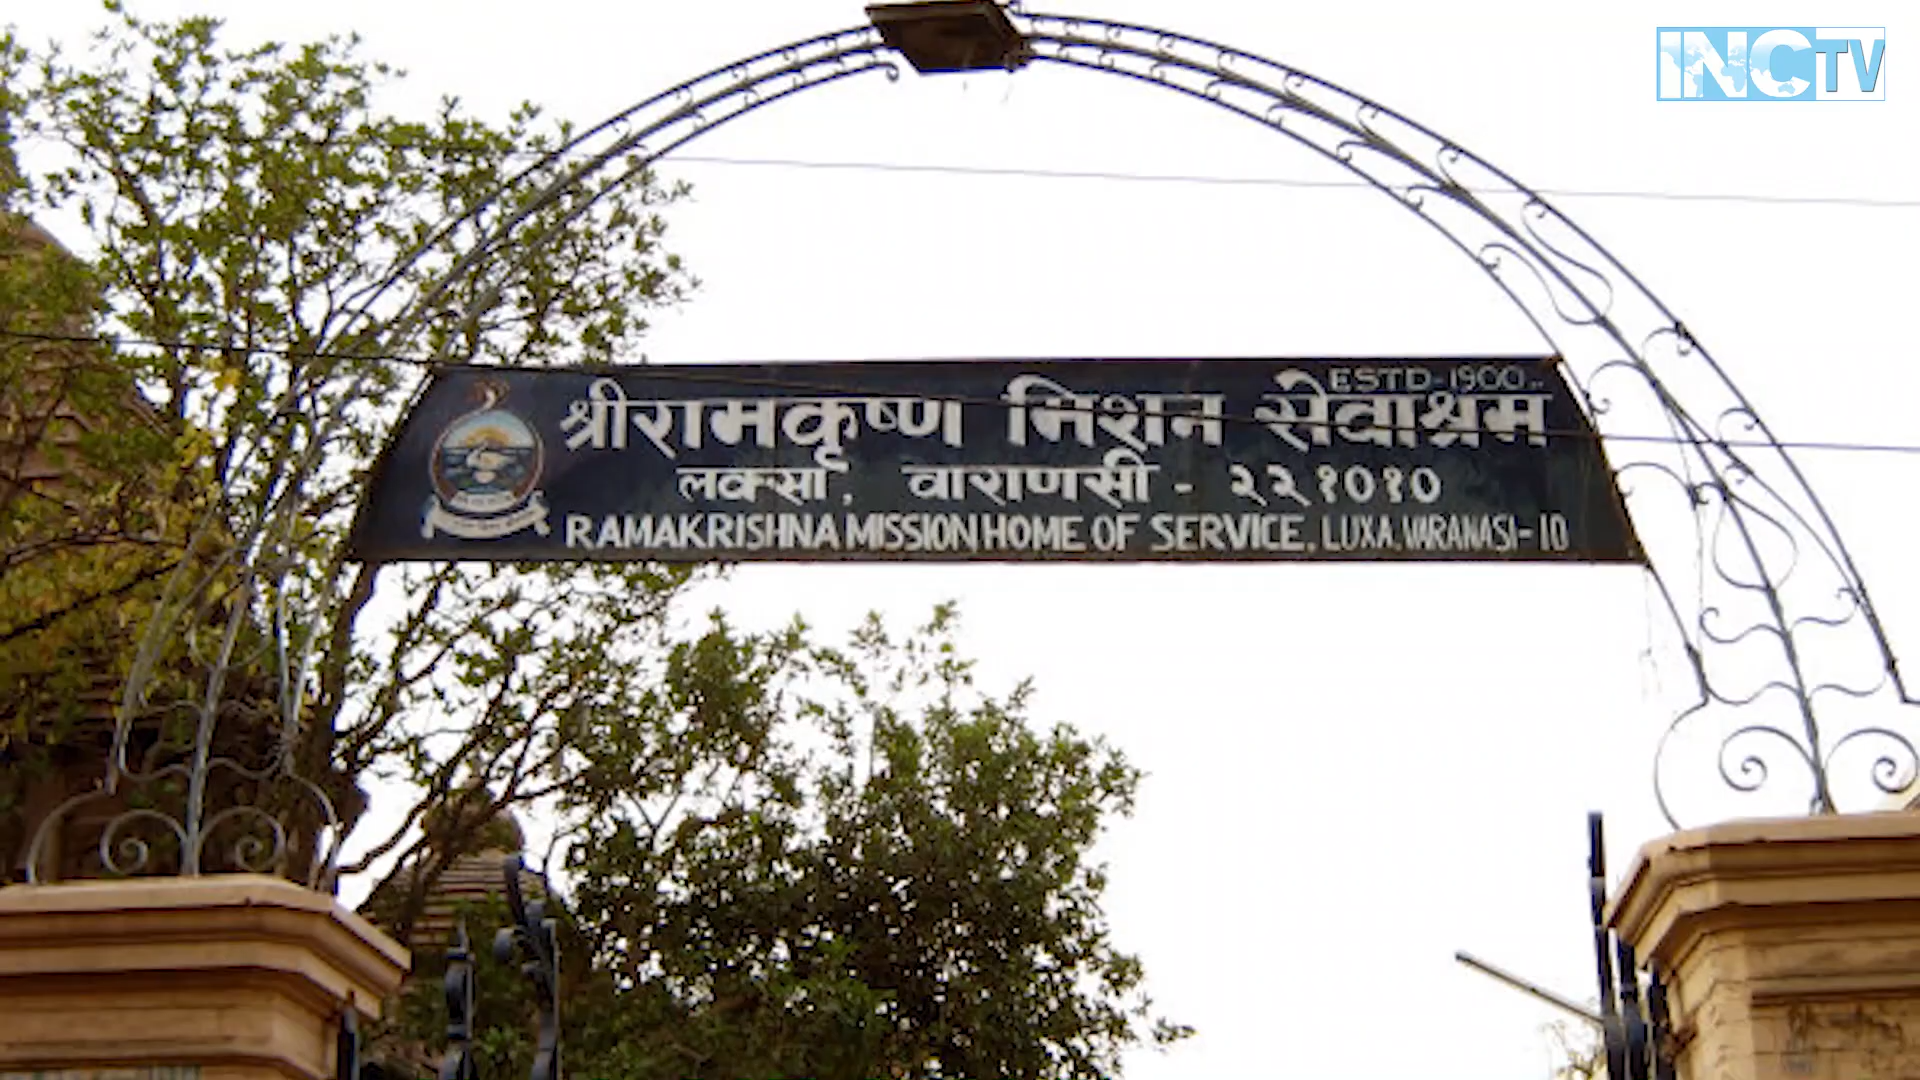 INCTV
ESTD-1900..
श्रीरामकृष्ण मिशन सेवाश्रम
लक्सा, वाराणसी - २२१०१०
RAMAKRISHNA MISSION HOME OF SERVICE. LUXA. VARANASI-10